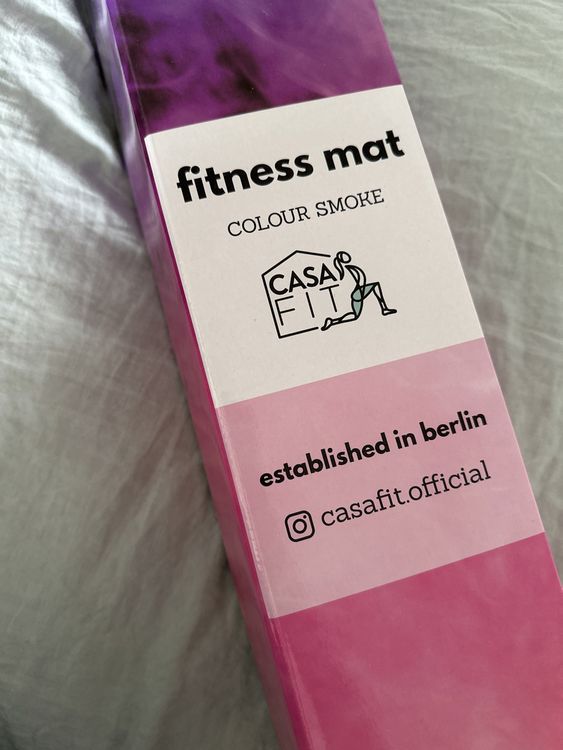 fitness mat
COLOUR SMOKE
CASA
FIT
established in berlin
casafit.official